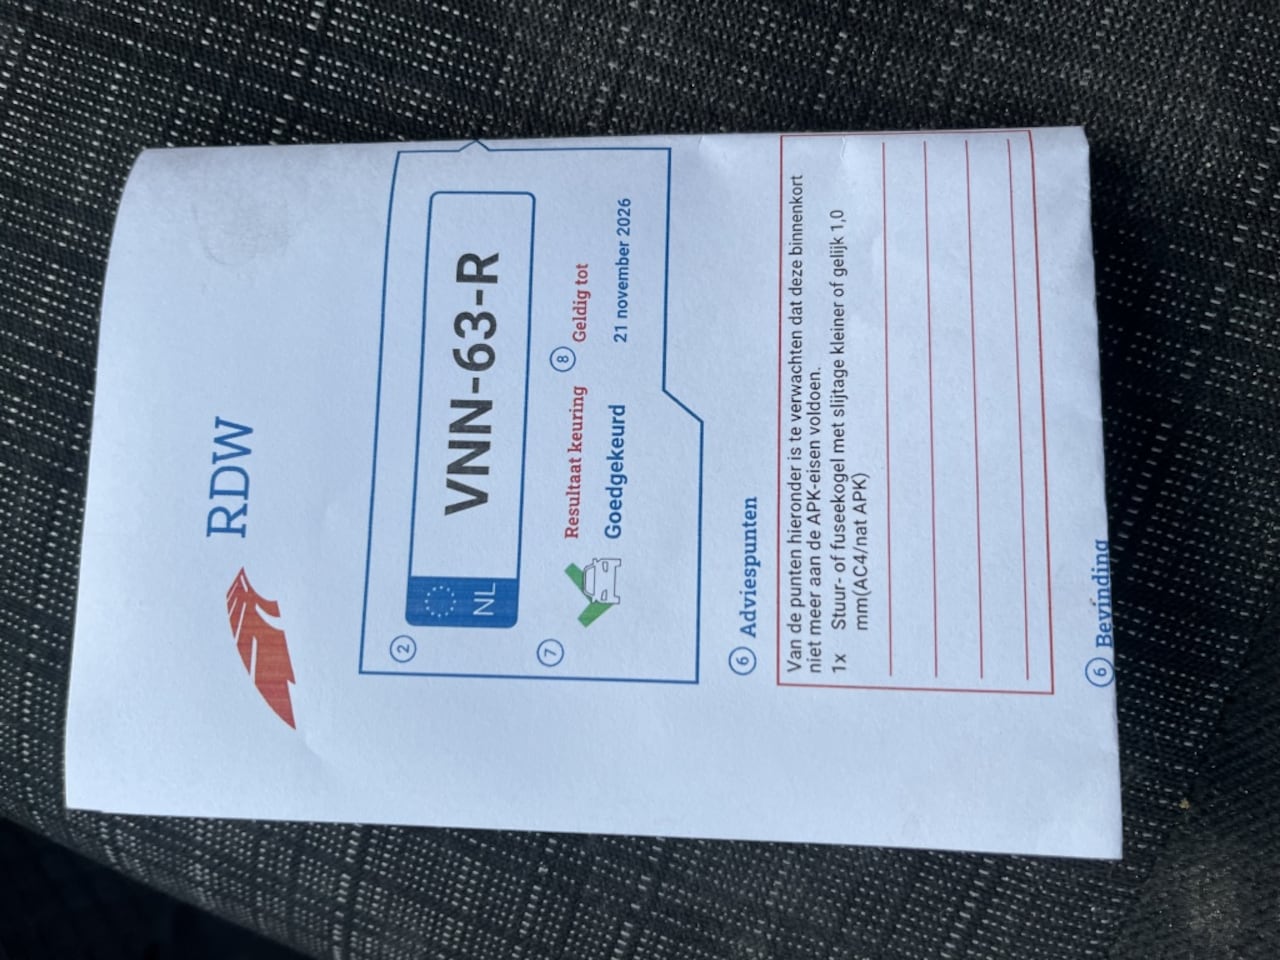 RDW
2
NL VNN-63-R
7 Resultaat keuring
Goedgekeurd
8 Geldig tot
21 november 2026
6 Adviespunten
Van de punten hieronder is te verwachten dat deze binnenkort
niet meer aan de APK-eisen voldoen.
1x Stuur- of fuseekogel met slijtage kleiner of gelijk 1,0
mm(AC4/nat APK)
6 Bevinding